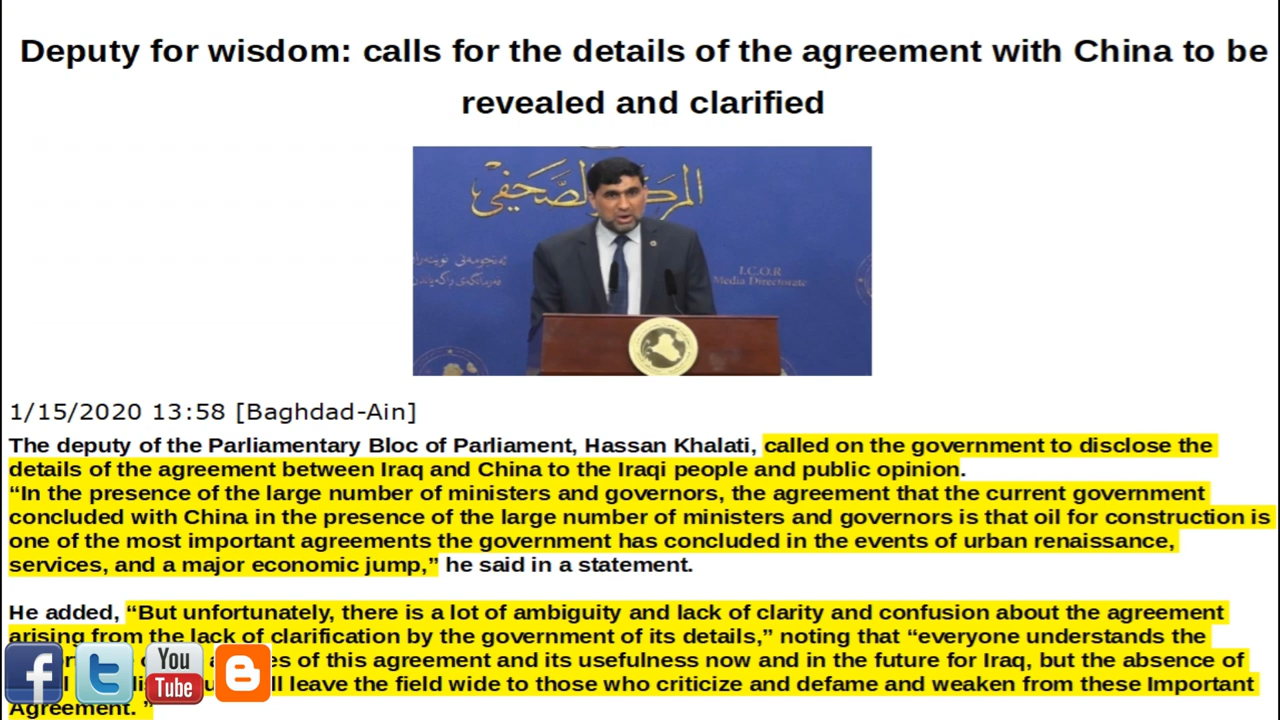 Deputy for wisdom: calls for the details of the agreement with China to be
revealed and clarified
المركز الصحفي
I.C.O.R
Media Directorate
1/15/2020 13:58 [Baghdad-Ain]
The deputy of the Parliamentary Bloc of Parliament, Hassan Khalati, called on the government to disclose the
details of the agreement between Iraq and China to the Iraqi people and public opinion.
“In the presence of the large number of ministers and governors, the agreement that the current government
concluded with China in the presence of the large number of ministers and governors is that oil for construction is
one of the most important agreements the government has concluded in the events of urban renaissance,
services, and a major economic jump,” he said in a statement.
He added, “But unfortunately, there is a lot of ambiguity and lack of clarity and confusion about the agreement
arising from the lack of clarification by the government of its details,” noting that “everyone understands the
of this agreement and its usefulness now and in the future for Iraq, but the absence of
leave the field wide to those who criticize and defame and weaken from these Important
Agreement. ”
You
Tube